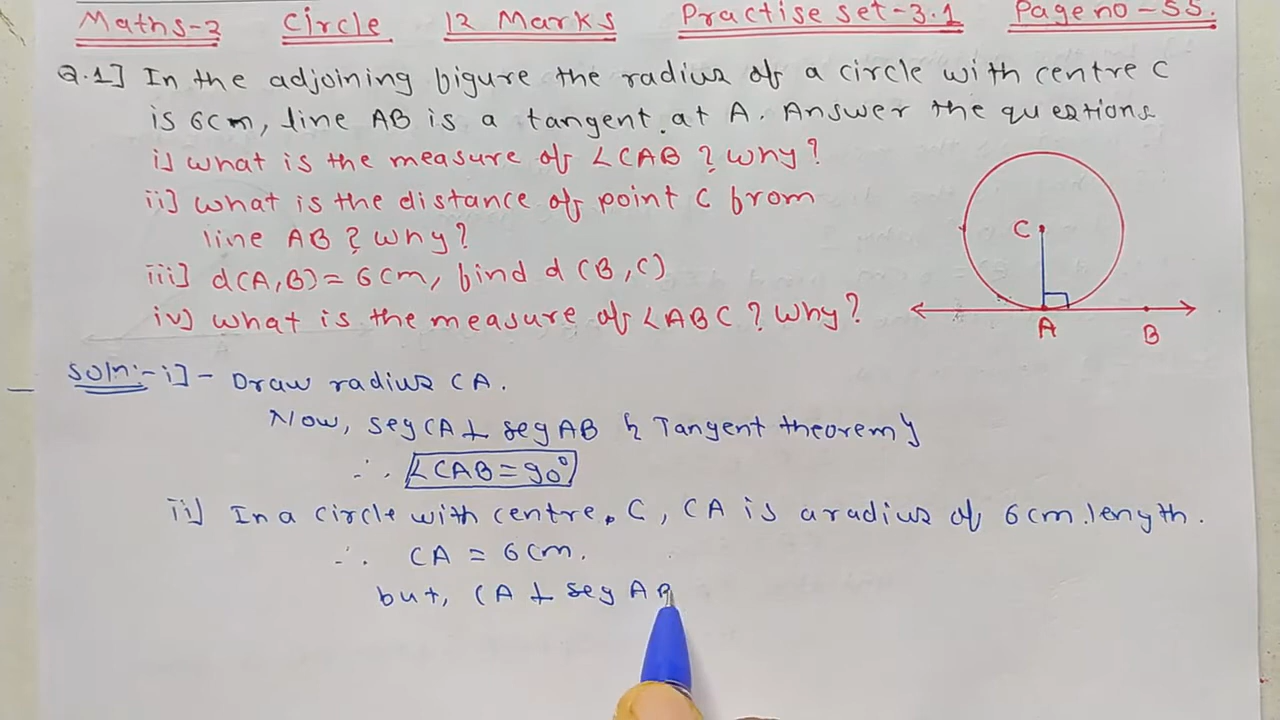 Maths-2 Circle 12 Marks Practise set-3.1 Page no-55.
Q.1] In the adjoining figure the radius of a circle with centre C
is 6cm, line AB is a tangent at A. Answer the questions
i] what is the measure of ∠CAB ? why?
ii] what is the distance of point C from
line AB ? why?
iii] d(A,B)= 6cm, find d (B,C)
iv] what is the measure of ∠ABC ? why?
C
A
B
Soln:- i] - Draw radius CA.
Now, seg CA ⊥ seg AB { Tangent theorem }
∴ ∠CAB = 90°
ii] In a circle with centre C, CA is a radius of 6cm length.
∴ CA = 6cm.
but, CA ⊥ seg AB